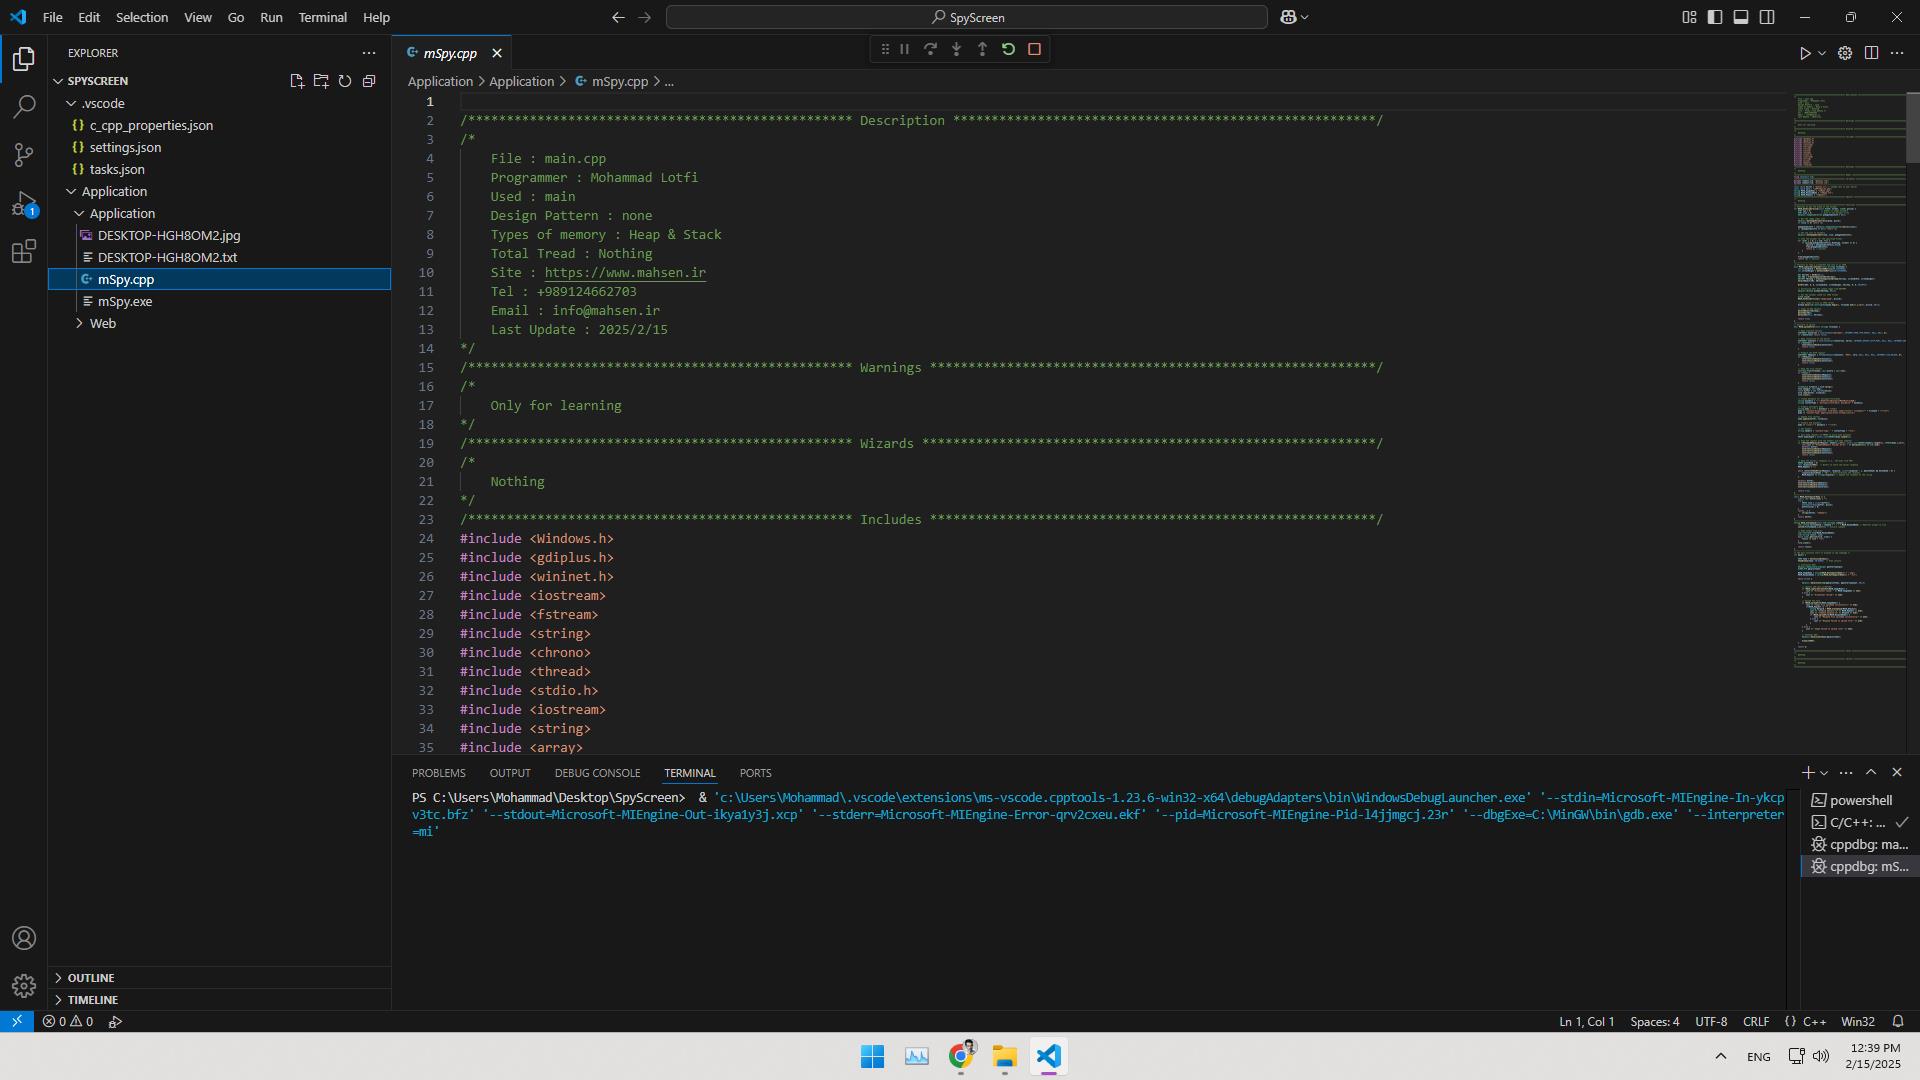 File Edit Selection View Go Run Terminal Help
SpyScreen
EXPLORER
SPYSCREEN
.vscode
{} c_cpp_properties.json
{} settings.json
{} tasks.json
Application
Application
DESKTOP-HGH8OM2.jpg
DESKTOP-HGH8OM2.txt
mSpy.cpp
mSpy.exe
Web
OUTLINE
TIMELINE
mSpy.cpp
Application > Application > mSpy.cpp > ...
1
2 /************************************************** Description *******************************************************/
3 /*
4 File : main.cpp
5 Programmer : Mohammad Lotfi
6 Used : main
7 Design Pattern : none
8 Types of memory : Heap & Stack
9 Total Tread : Nothing
10 Site : https://www.mahsen.ir
11 Tel : +989124662703
12 Email : info@mahsen.ir
13 Last Update : 2025/2/15
14 */
15 /************************************************** Warnings **********************************************************/
16 /*
17 Only for learning
18 */
19 /************************************************** Wizards ***********************************************************/
20 /*
21 Nothing
22 */
23 /************************************************** Includes **********************************************************/
24 #include <Windows.h>
25 #include <gdiplus.h>
26 #include <wininet.h>
27 #include <iostream>
28 #include <fstream>
29 #include <string>
30 #include <chrono>
31 #include <thread>
32 #include <stdio.h>
33 #include <iostream>
34 #include <string>
35 #include <array>
PROBLEMS OUTPUT DEBUG CONSOLE TERMINAL PORTS
PS C:\Users\Mohammad\Desktop\SpyScreen> & 'c:\Users\Mohammad\.vscode\extensions\ms-vscode.cpptools-1.23.6-win32-x64\debugAdapters\bin\WindowsDebugLauncher.exe' '--stdin=Microsoft-MIEngine-In-ykcp
v3tc.bfz' '--stdout=Microsoft-MIEngine-Out-ikya1y3j.xcp' '--stderr=Microsoft-MIEngine-Error-qrv2cxeu.ekf' '--pid=Microsoft-MIEngine-Pid-l4jjmgcj.23r' '--dbgExe=C:\MinGW\bin\gdb.exe' '--interpreter
=mi'
powershell
C/C++: ...
cppdbg: ma...
cppdbg: mS...
1
0 0
Ln 1, Col 1 Spaces: 4 UTF-8 CRLF {} C++ Win32
ENG
12:39 PM
2/15/2025